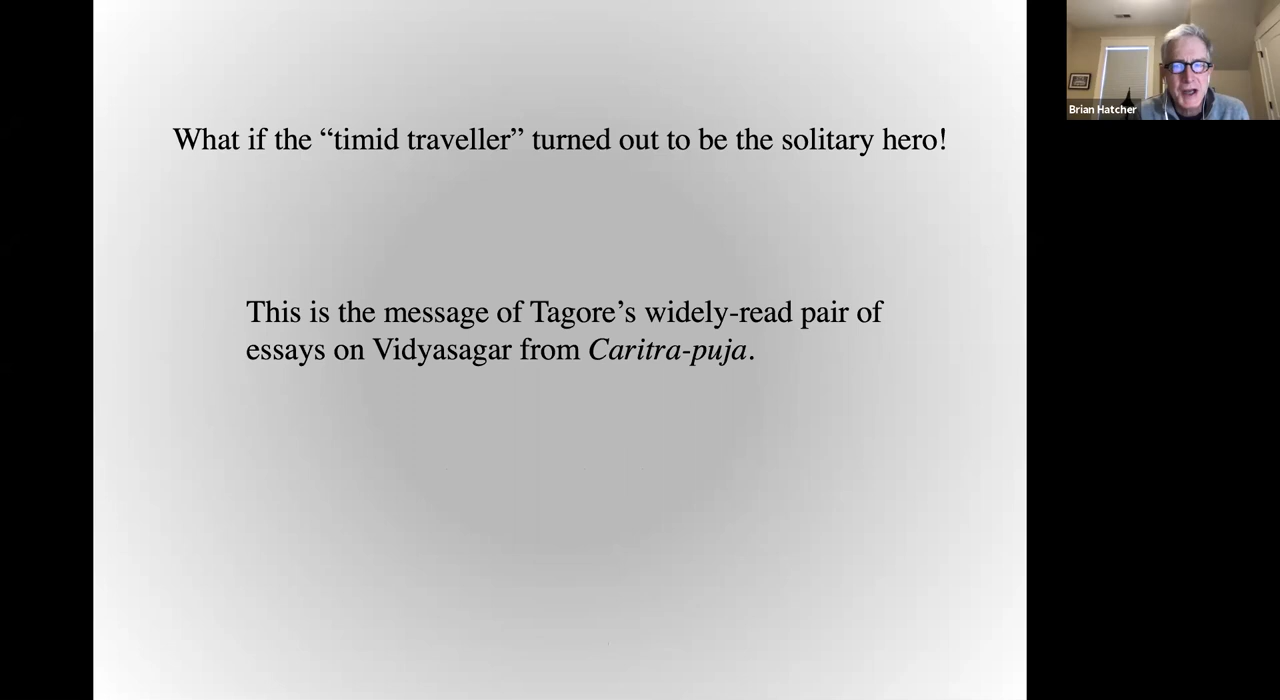 What if the “timid traveller” turned out to be the solitary hero!
This is the message of Tagore’s widely-read pair of
essays on Vidyasagar from Caritra-puja.
Brian Hatcher